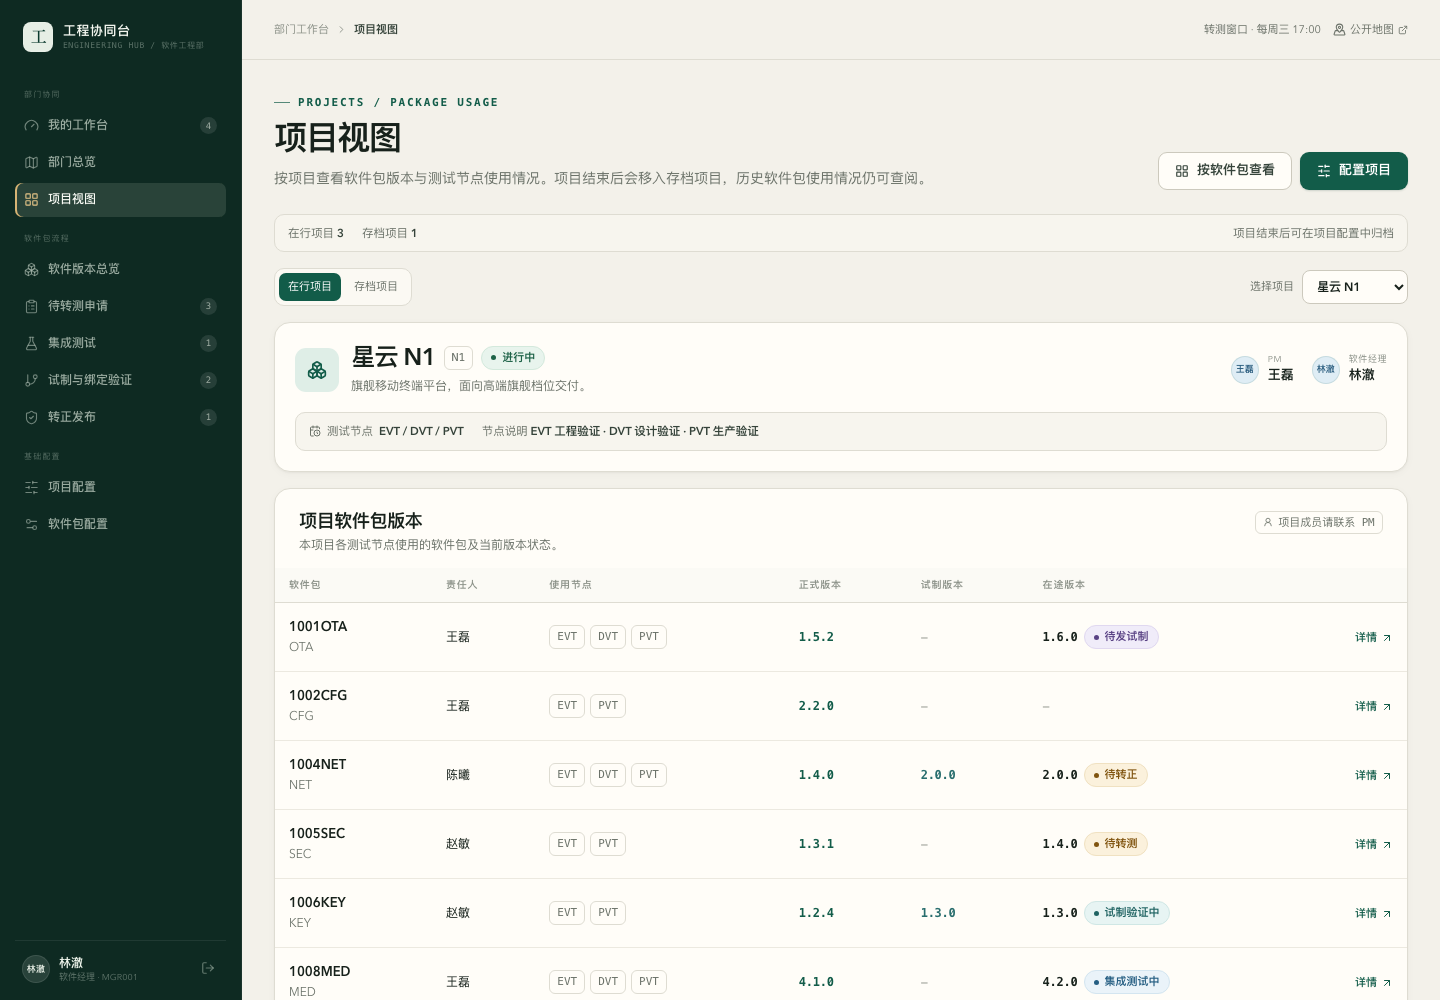 工 工程协同台
ENGINEERING HUB / 软件工程部
部门协同
我的工作台 4
部门总览
项目视图
软件包流程
软件版本总览
待转测申请 3
集成测试 1
试制与绑定验证 2
转正发布 1
基础配置
项目配置
软件包配置
林澈 林澈
软件经理 · MGR001
部门工作台 > 项目视图 转测窗口 · 每周三 17:00 公开地图
PROJECTS / PACKAGE USAGE
项目视图
按项目查看软件包版本与测试节点使用情况。项目结束后会移入存档项目，历史软件包使用情况仍可查阅。
按软件包查看 配置项目
在行项目 3 存档项目 1 项目结束后可在项目配置中归档
在行项目 存档项目 选择项目 星云 N1
星云 N1 N1 进行中
旗舰移动终端平台，面向高端旗舰档位交付。
王磊 PM 王磊 林澈 软件经理 林澈
测试节点 EVT / DVT / PVT 节点说明 EVT 工程验证 · DVT 设计验证 · PVT 生产验证
项目软件包版本 项目成员请联系 PM
本项目各测试节点使用的软件包及当前版本状态。
软件包 责任人 使用节点 正式版本 试制版本 在途版本
1001OTA
OTA 王磊 EVT DVT PVT 1.5.2 — 1.6.0 待发试制 详情
1002CFG
CFG 王磊 EVT PVT 2.2.0 — — 详情
1004NET
NET 陈曦 EVT DVT PVT 1.4.0 2.0.0 2.0.0 待转正 详情
1005SEC
SEC 赵敏 EVT PVT 1.3.1 — 1.4.0 待转测 详情
1006KEY
KEY 赵敏 EVT PVT 1.2.4 1.3.0 1.3.0 试制验证中 详情
1008MED
MED 王磊 EVT DVT PVT 4.1.0 — 4.2.0 集成测试中 详情